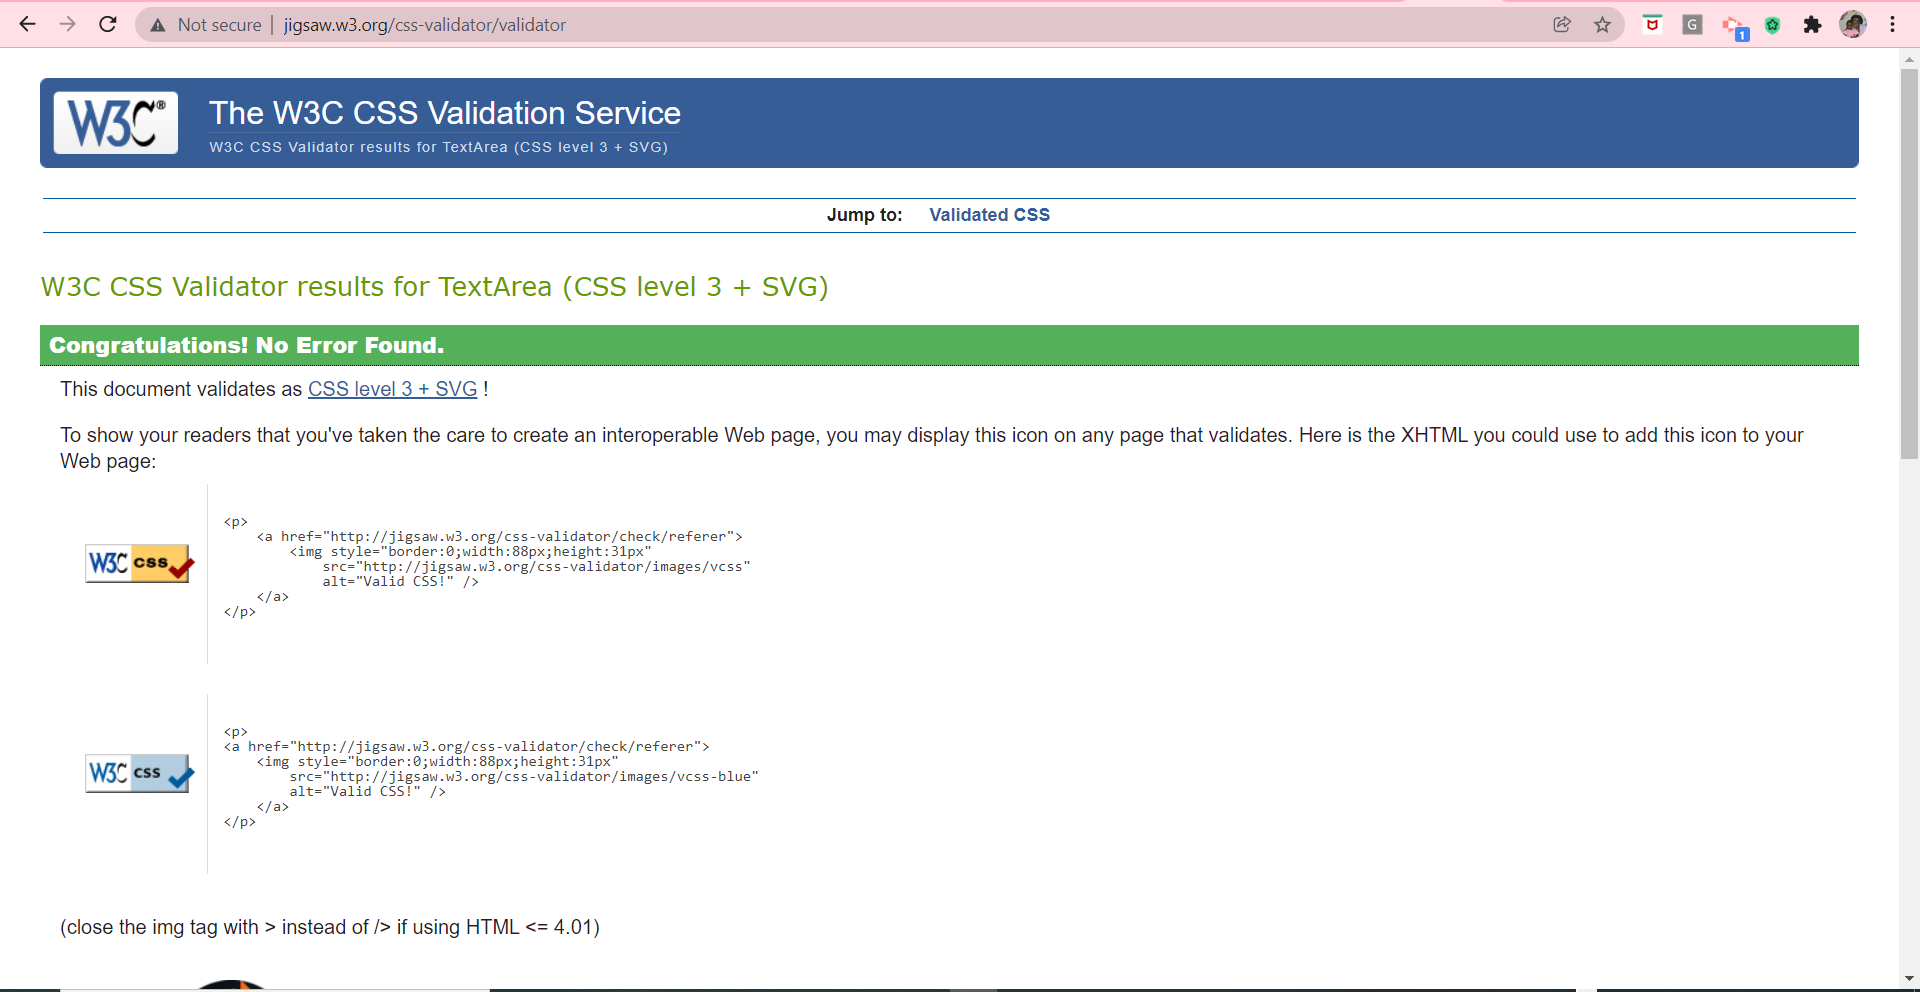 Not secure | jigsaw.w3.org/css-validator/validator
G
1
W3C®
The W3C CSS Validation Service
W3C CSS Validator results for TextArea (CSS level 3 + SVG)
Jump to: Validated CSS
W3C CSS Validator results for TextArea (CSS level 3 + SVG)
Congratulations! No Error Found.
This document validates as CSS level 3 + SVG !
To show your readers that you've taken the care to create an interoperable Web page, you may display this icon on any page that validates. Here is the XHTML you could use to add this icon to your
Web page:
W3C css
<p>
    <a href="http://jigsaw.w3.org/css-validator/check/referer">
        <img style="border:0;width:88px;height:31px"
            src="http://jigsaw.w3.org/css-validator/images/vcss"
            alt="Valid CSS!" />
    </a>
</p>
W3C css
<p>
<a href="http://jigsaw.w3.org/css-validator/check/referer">
    <img style="border:0;width:88px;height:31px"
        src="http://jigsaw.w3.org/css-validator/images/vcss-blue"
        alt="Valid CSS!" />
    </a>
</p>
(close the img tag with > instead of /> if using HTML <= 4.01)